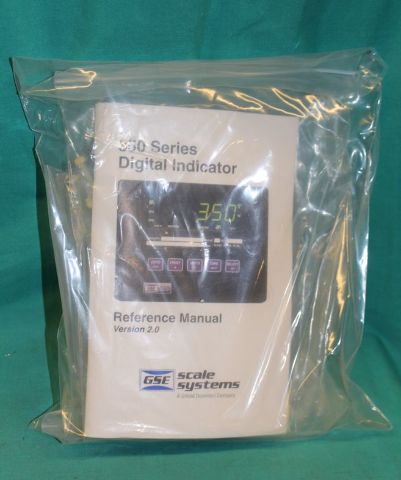 350 Series
Digital Indicator
350
Reference Manual
Version 2.0
GSE
scale
systems